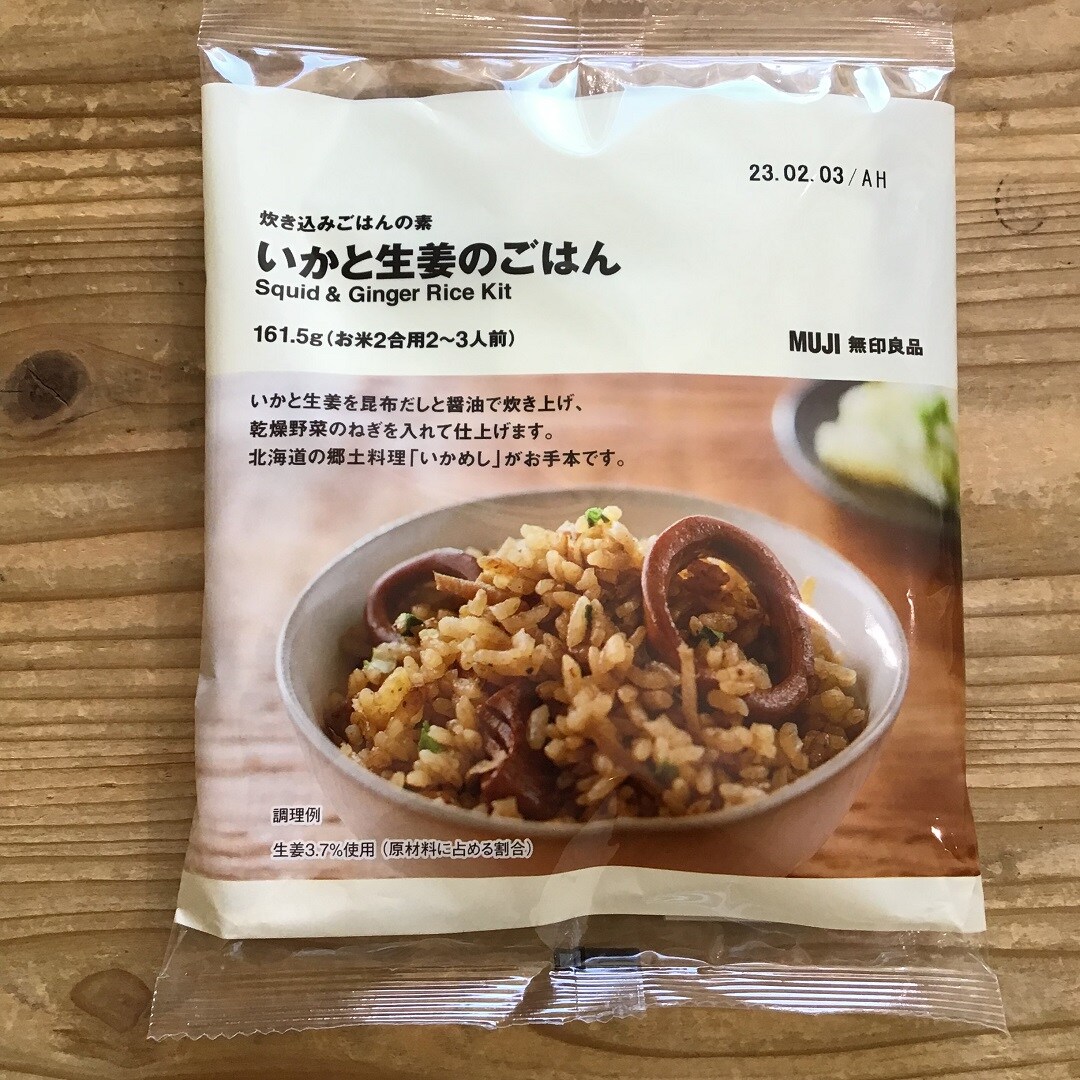 23.02.03/AH
炊き込みごはんの素
いかと生姜のごはん
Squid & Ginger Rice Kit
161.5g(お米2合用2〜3人前)
MUJI 無印良品
いかと生姜を昆布だしと醤油で炊き上げ、
乾燥野菜のねぎを入れて仕上げます。
北海道の郷土料理「いかめし」がお手本です。
調理例
生姜3.7%使用(原材料に占める割合)